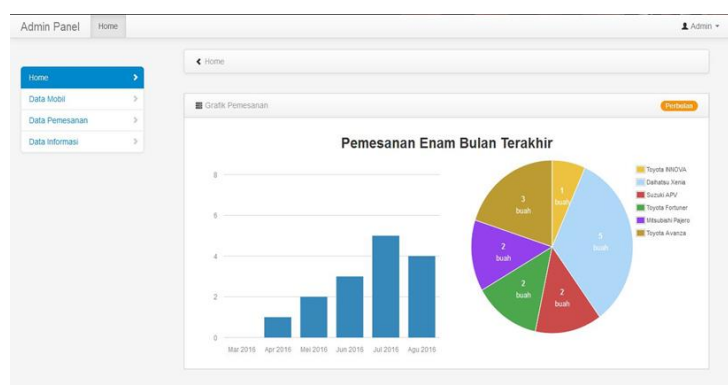 Admin Panel
Home
Admin
Home
Data Mobil
Data Pemesanan
Data Informasi
Home
Grafik Pemesanan
Perbulan
Pemesanan Enam Bulan Terakhir
8
6
4
2
0
Mar 2016 Apr 2016 Mei 2016 Jun 2016 Jul 2016 Agu 2016
3
buah
1
buah
5
buah
2
buah
2
buah
2
buah
Toyota INNOVA
Daihatsu Xenia
Suzuki APV
Toyota Fortuner
Mitsubishi Pajero
Toyota Avanza